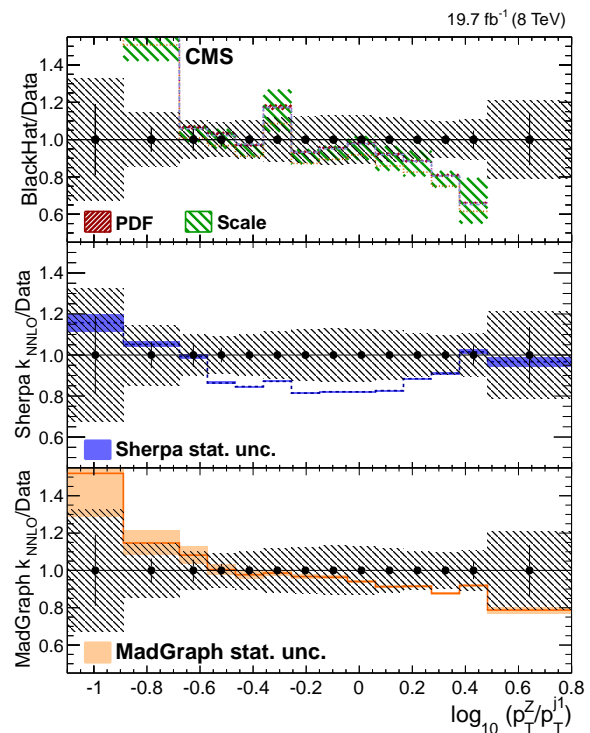 19.7 fb⁻¹ (8 TeV)
CMS
BlackHat/Data
1.4
1.2
1.0
0.8
0.6
PDF
Scale
Sherpa k_NNLO/Data
1.4
1.2
1.0
0.8
0.6
Sherpa stat. unc.
MadGraph k_NNLO/Data
1.4
1.2
1.0
0.8
0.6
MadGraph stat. unc.
-1 -0.8 -0.6 -0.4 -0.2 0 0.2 0.4 0.6 0.8
log₁₀ (p_T^Z/p_T^j1)